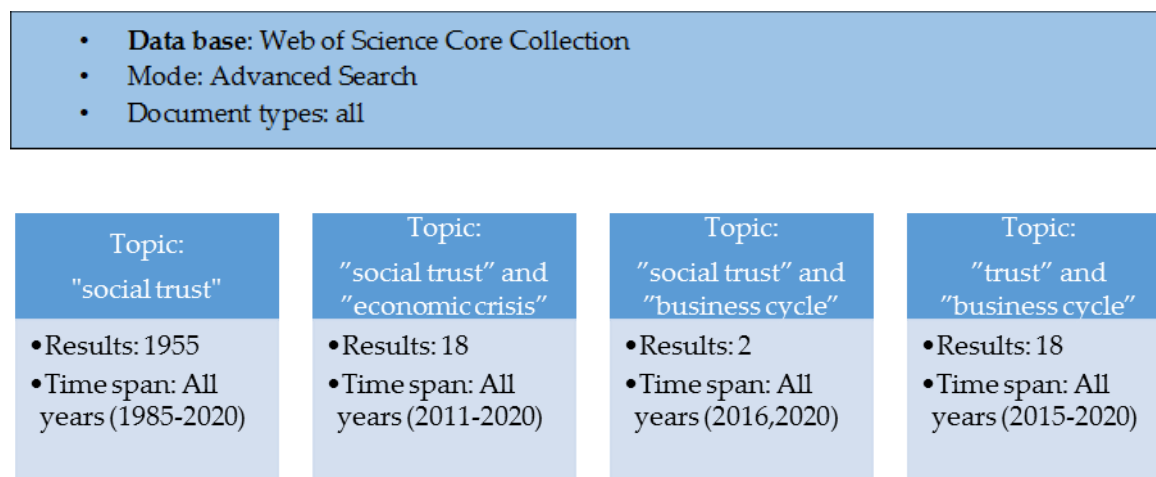 • Data base: Web of Science Core Collection
• Mode: Advanced Search
• Document types: all
Topic:
"social trust"
•Results: 1955
•Time span: All
years (1985-2020)
Topic:
”social trust” and
”economic crisis”
•Results: 18
•Time span: All
years (2011-2020)
Topic:
”social trust” and
”business cycle”
•Results: 2
•Time span: All
years (2016,2020)
Topic:
”trust” and
”business cycle”
•Results: 18
•Time span: All
years (2015-2020)